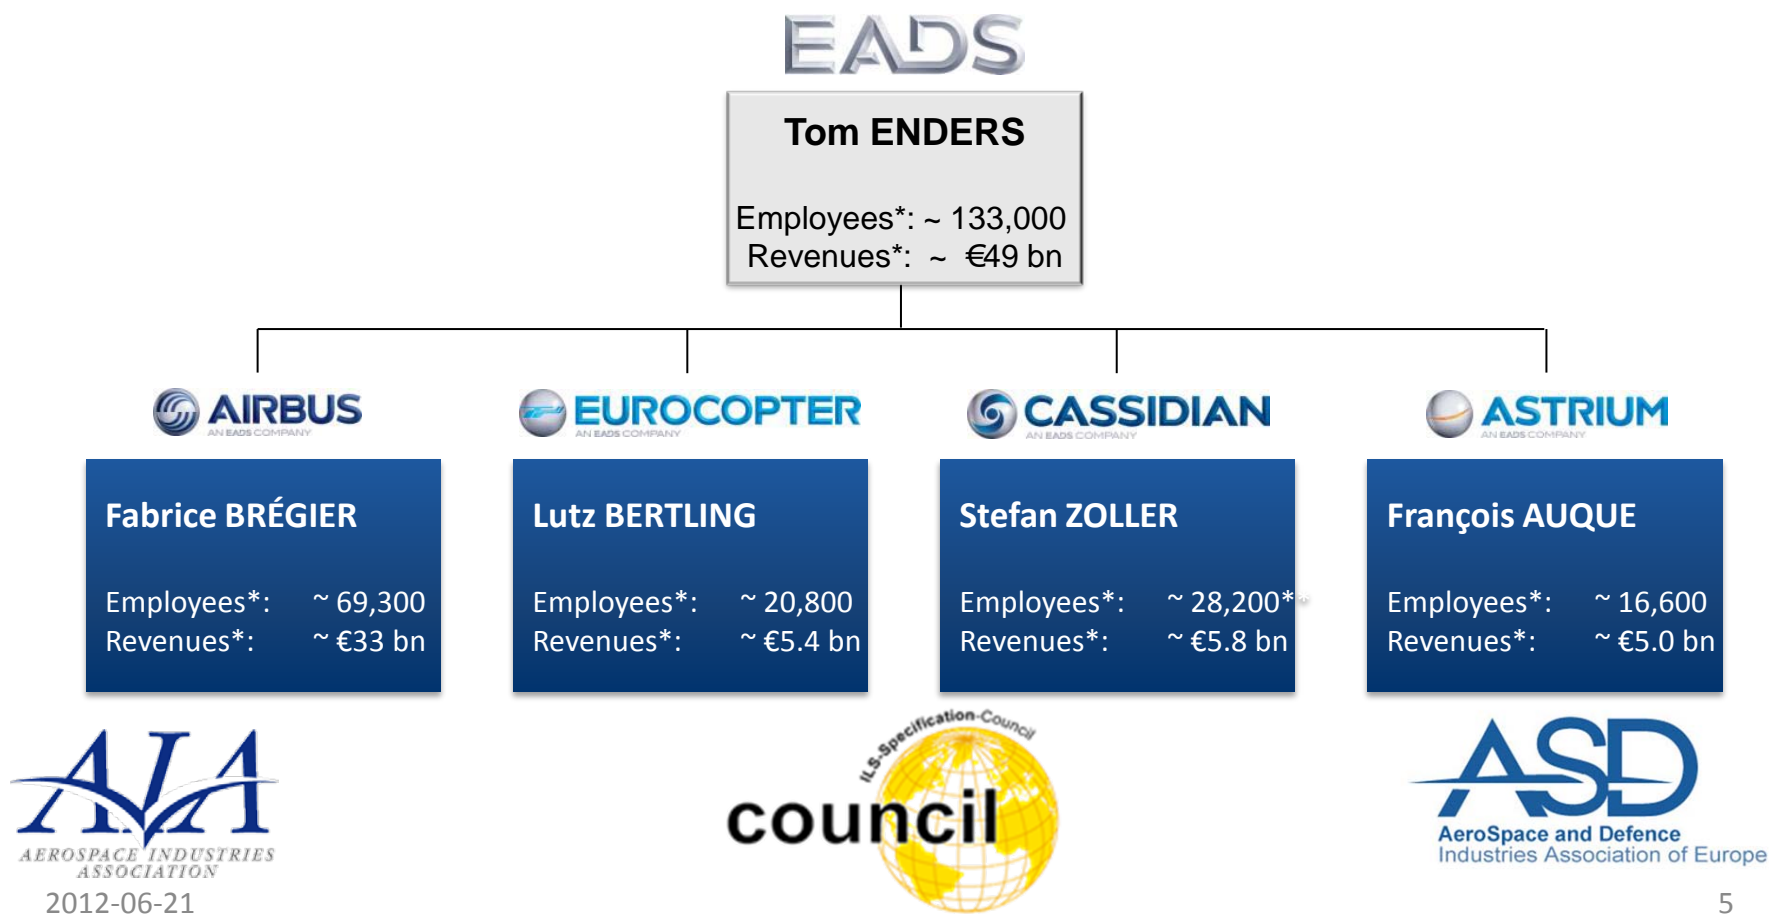 EADS
Tom ENDERS
Employees*: ~ 133,000
Revenues*: ~ €49 bn
AIRBUS
AN EADS COMPANY
EUROCOPTER
AN EADS COMPANY
CASSIDIAN
AN EADS COMPANY
ASTRIUM
AN EADS COMPANY
Fabrice BRÉGIER
Employees*: ~ 69,300
Revenues*: ~ €33 bn
Lutz BERTLING
Employees*: ~ 20,800
Revenues*: ~ €5.4 bn
Stefan ZOLLER
Employees*: ~ 28,200**
Revenues*: ~ €5.8 bn
François AUQUE
Employees*: ~ 16,600
Revenues*: ~ €5.0 bn
AIA
AEROSPACE INDUSTRIES
ASSOCIATION
ILS-Specification-Council
council
ASD
AeroSpace and Defence
Industries Association of Europe
2012-06-21
5